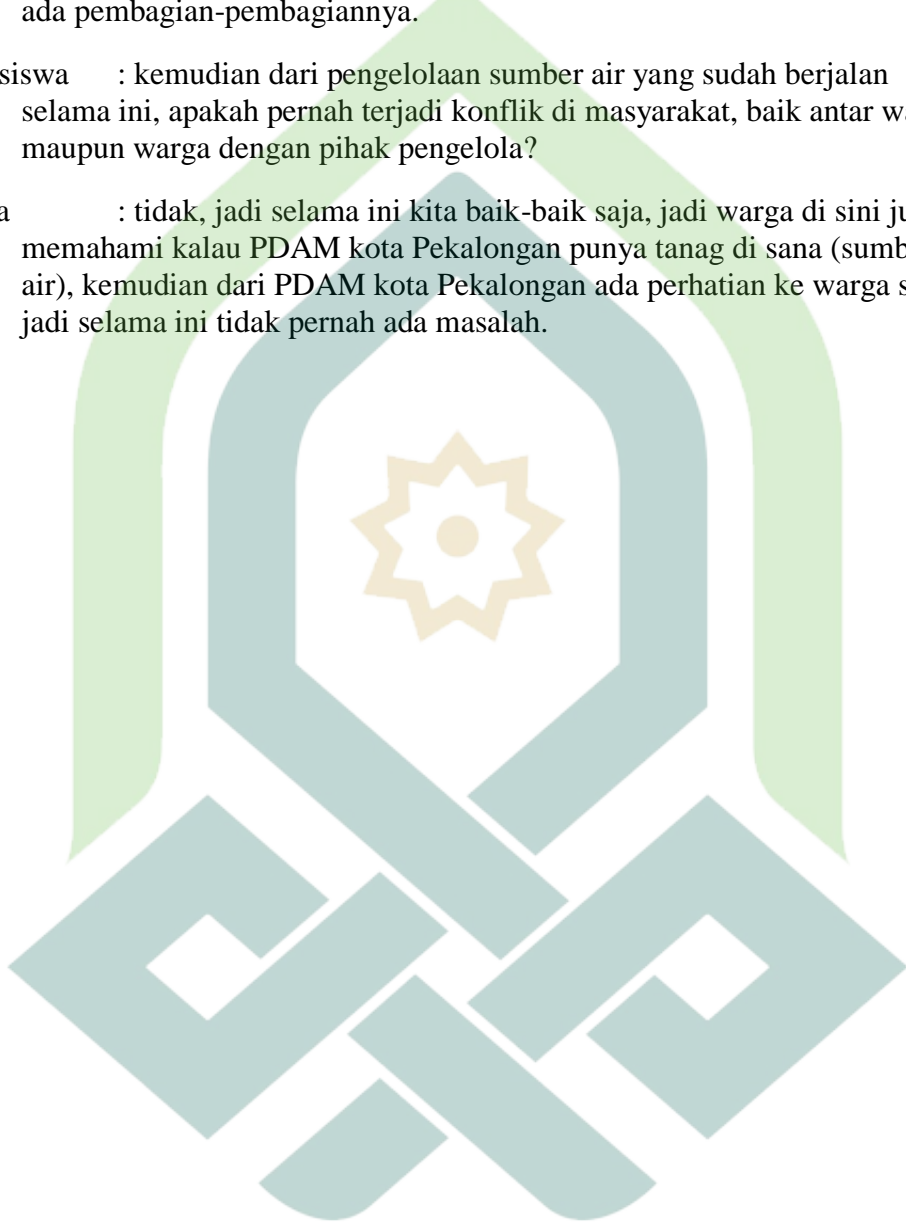 ada pembagian-pembagiannya.
siswa : kemudian dari pengelolaan sumber air yang sudah berjalan
selama ini, apakah pernah terjadi konflik di masyarakat, baik antar wa
maupun warga dengan pihak pengelola?
a : tidak, jadi selama ini kita baik-baik saja, jadi warga di sini ju
memahami kalau PDAM kota Pekalongan punya tanag di sana (sumb
air), kemudian dari PDAM kota Pekalongan ada perhatian ke warga s
jadi selama ini tidak pernah ada masalah.